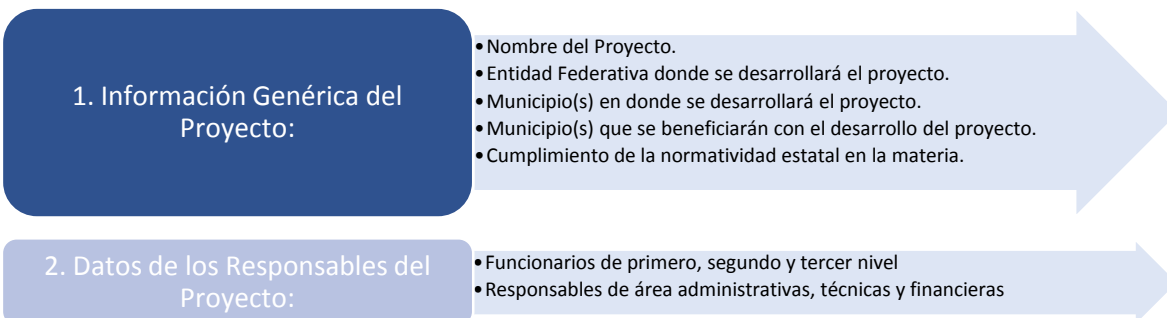 1. Información Genérica del
Proyecto:
•Nombre del Proyecto.
•Entidad Federativa donde se desarrollará el proyecto.
•Municipio(s) en donde se desarrollará el proyecto.
•Municipio(s) que se beneficiarán con el desarrollo del proyecto.
•Cumplimiento de la normatividad estatal en la materia.
2. Datos de los Responsables del
Proyecto:
•Funcionarios de primero, segundo y tercer nivel
•Responsables de área administrativas, técnicas y financieras